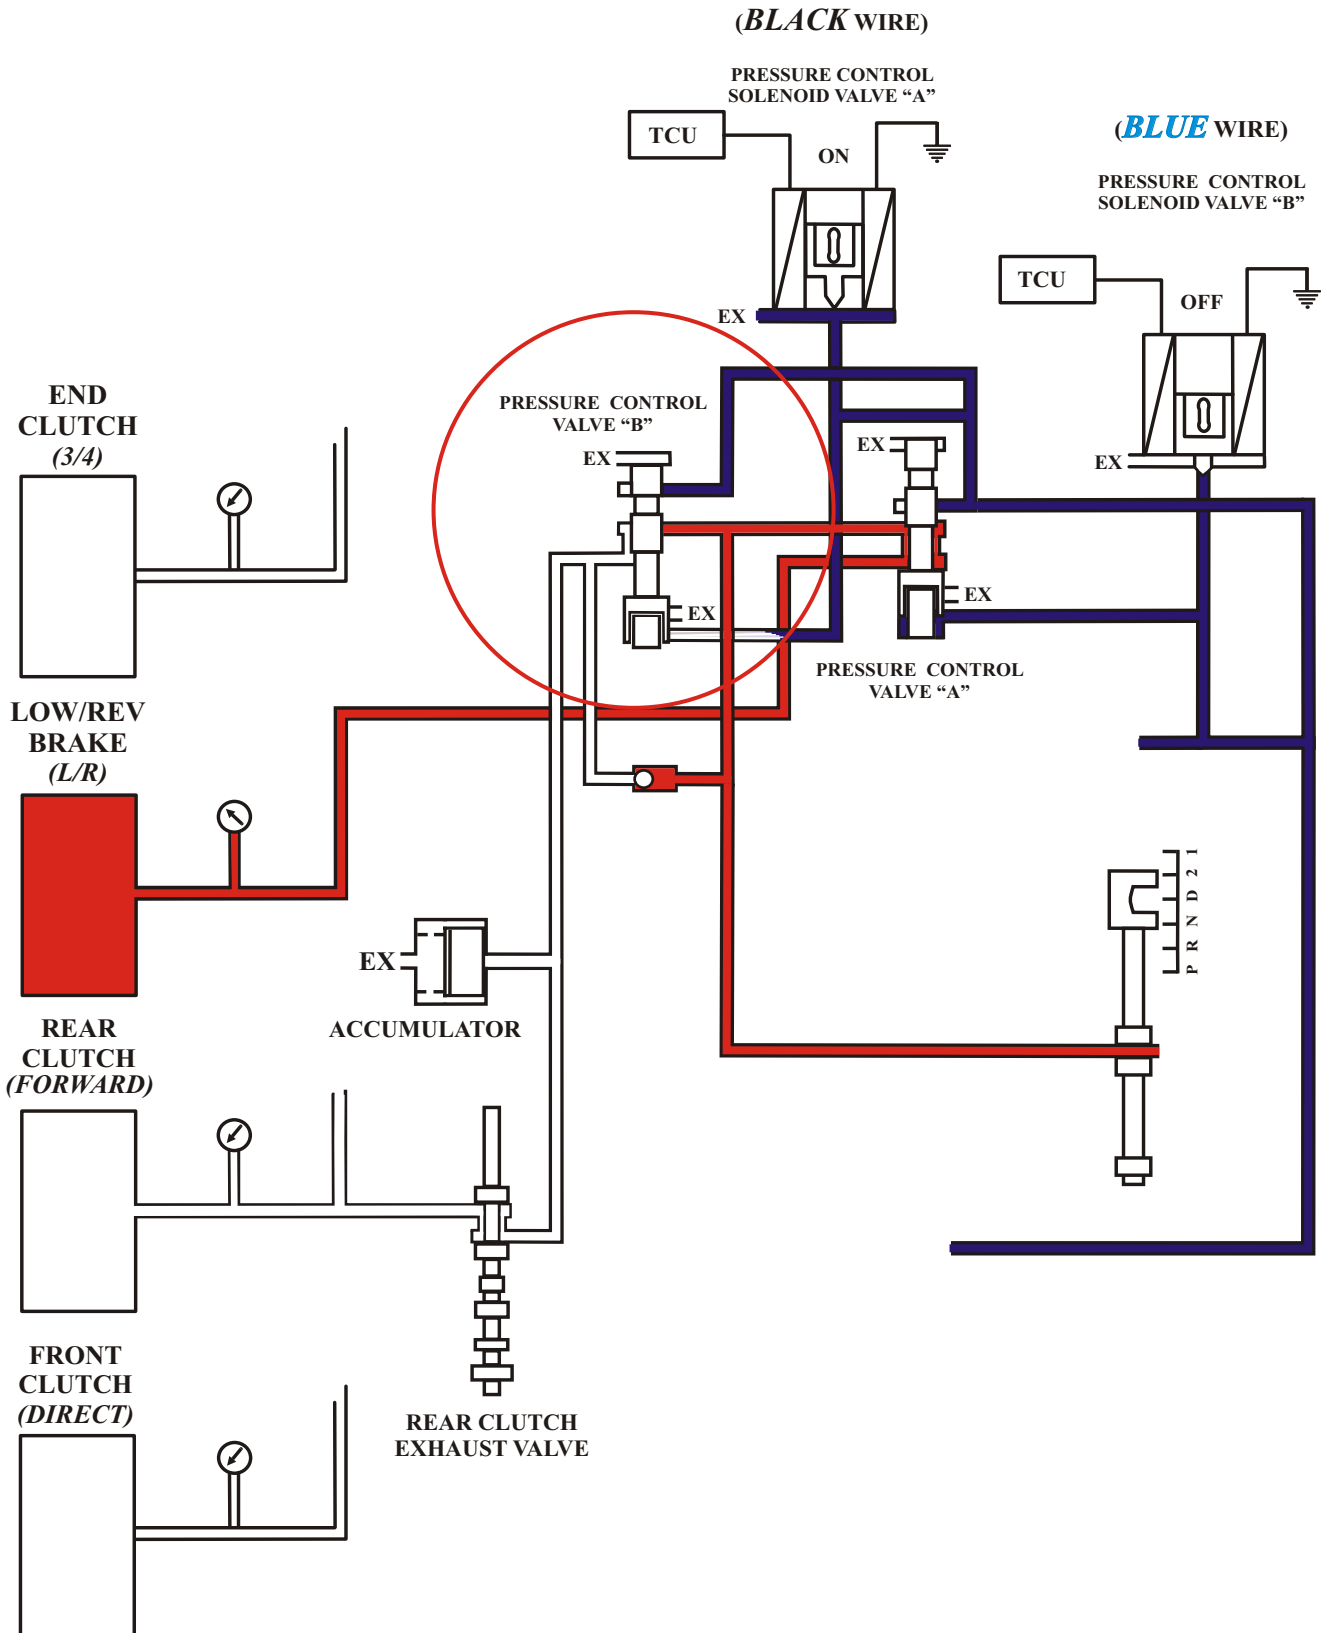 (BLACK WIRE)
PRESSURE CONTROL
SOLENOID VALVE “A”
TCU
ON
(BLUE WIRE)
PRESSURE CONTROL
SOLENOID VALVE “B”
TCU
OFF
EX
EX
END
CLUTCH
(3/4)
PRESSURE CONTROL
VALVE “B”
EX
EX
EX
EX
PRESSURE CONTROL
VALVE “A”
LOW/REV
BRAKE
(L/R)
P R N D 2 1
EX
ACCUMULATOR
REAR
CLUTCH
(FORWARD)
FRONT
CLUTCH
(DIRECT)
REAR CLUTCH
EXHAUST VALVE